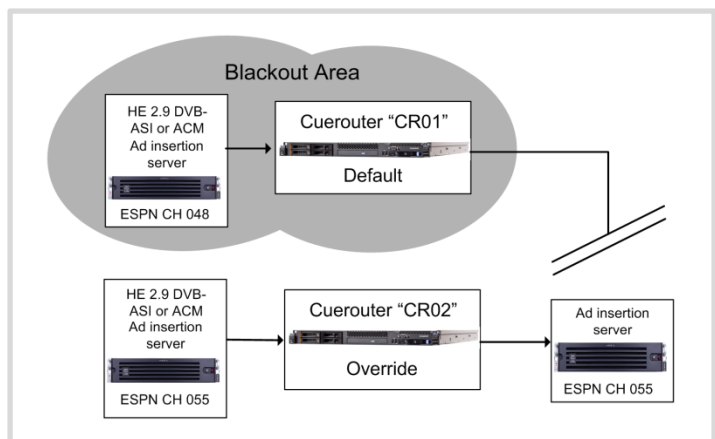 Blackout Area
HE 2.9 DVB-
ASI or ACM
Ad insertion
server
ESPN CH 048
Cuerouter “CR01”
Default
HE 2.9 DVB-
ASI or ACM
Ad insertion
server
ESPN CH 055
Cuerouter “CR02”
Override
Ad insertion
server
ESPN CH 055